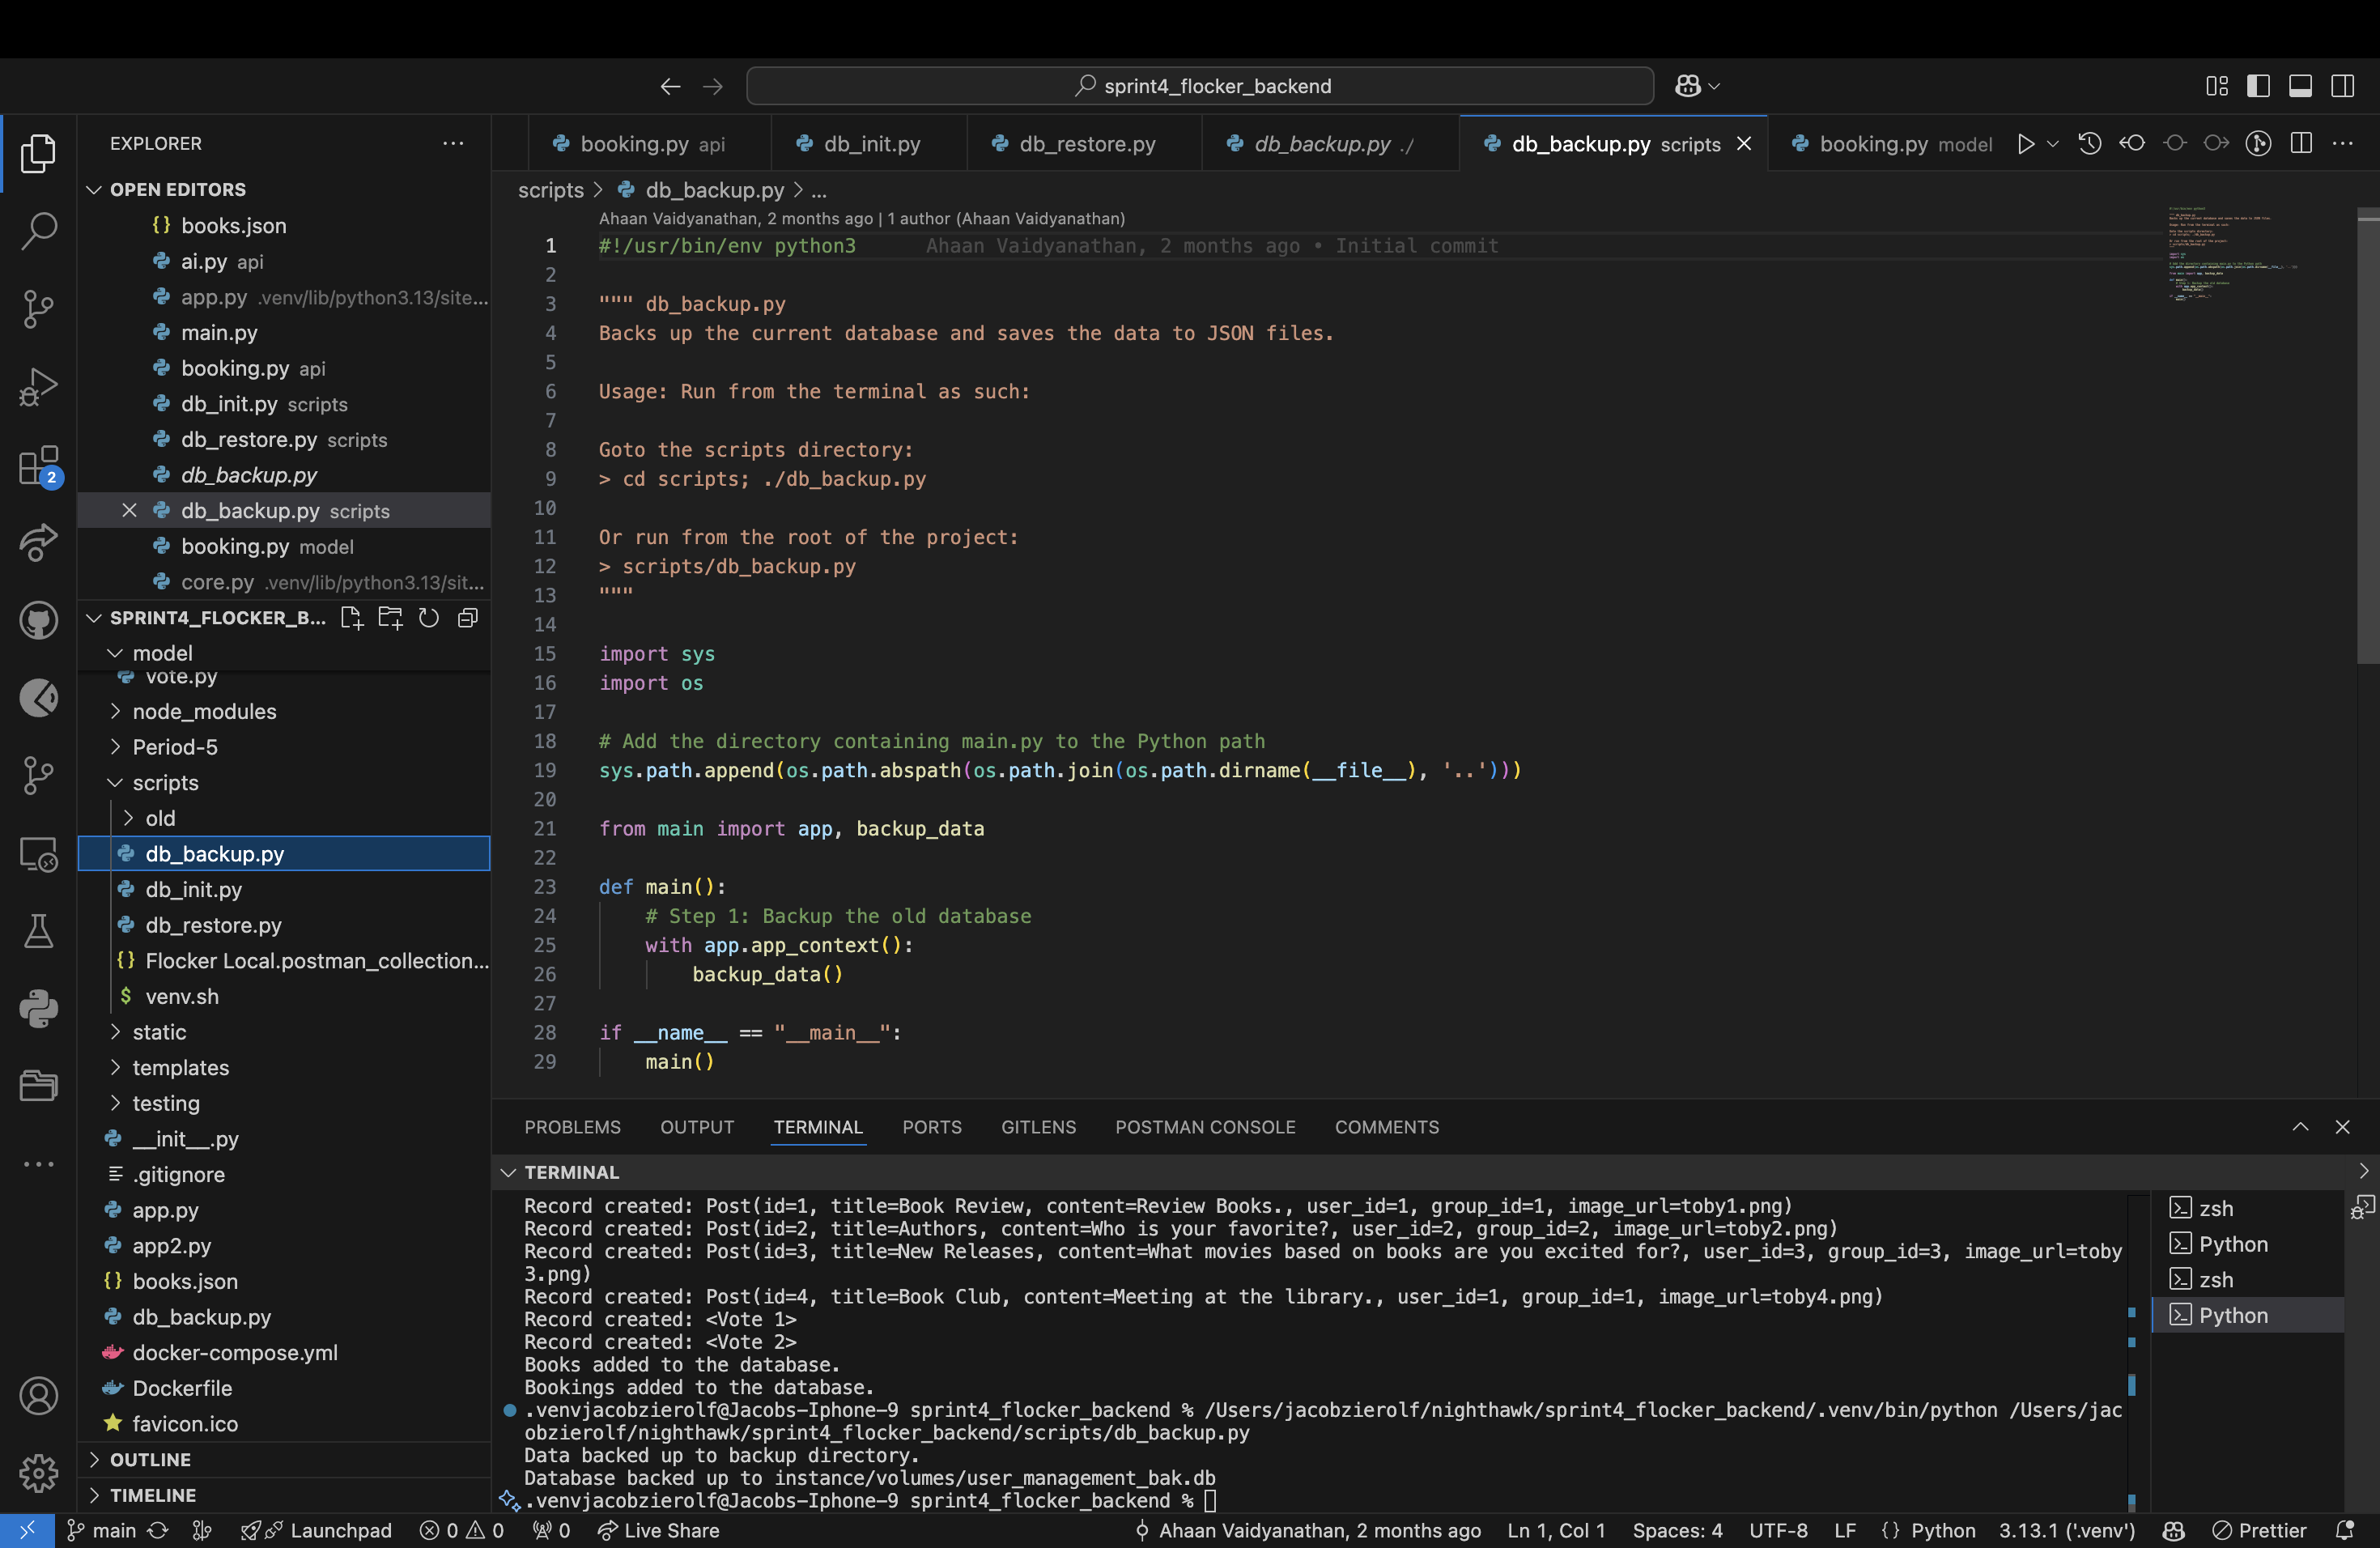 sprint4_flocker_backend
EXPLORER
OPEN EDITORS
books.json
ai.py api
app.py .venv/lib/python3.13/site...
main.py
booking.py api
db_init.py scripts
db_restore.py scripts
db_backup.py
db_backup.py scripts
booking.py model
core.py .venv/lib/python3.13/sit...
SPRINT4_FLOCKER_B...
model
vote.py
node_modules
Period-5
scripts
old
db_backup.py
db_init.py
db_restore.py
Flocker Local.postman_collection...
venv.sh
static
templates
testing
__init__.py
.gitignore
app.py
app2.py
books.json
db_backup.py
docker-compose.yml
Dockerfile
favicon.ico
OUTLINE
TIMELINE
2
booking.py api
db_init.py
db_restore.py
db_backup.py ./
db_backup.py scripts
booking.py model
scripts > db_backup.py > ...
Ahaan Vaidyanathan, 2 months ago | 1 author (Ahaan Vaidyanathan)
1 #!/usr/bin/env python3 Ahaan Vaidyanathan, 2 months ago • Initial commit
2
3 """ db_backup.py
4 Backs up the current database and saves the data to JSON files.
5
6 Usage: Run from the terminal as such:
7
8 Goto the scripts directory:
9 > cd scripts; ./db_backup.py
10
11 Or run from the root of the project:
12 > scripts/db_backup.py
13 """
14
15 import sys
16 import os
17
18 # Add the directory containing main.py to the Python path
19 sys.path.append(os.path.abspath(os.path.join(os.path.dirname(__file__), '..')))
20
21 from main import app, backup_data
22
23 def main():
24     # Step 1: Backup the old database
25     with app.app_context():
26         backup_data()
27
28 if __name__ == "__main__":
29     main()
PROBLEMS OUTPUT TERMINAL PORTS GITLENS POSTMAN CONSOLE COMMENTS
TERMINAL
Record created: Post(id=1, title=Book Review, content=Review Books., user_id=1, group_id=1, image_url=toby1.png)
Record created: Post(id=2, title=Authors, content=Who is your favorite?, user_id=2, group_id=2, image_url=toby2.png)
Record created: Post(id=3, title=New Releases, content=What movies based on books are you excited for?, user_id=3, group_id=3, image_url=toby
3.png)
Record created: Post(id=4, title=Book Club, content=Meeting at the library., user_id=1, group_id=1, image_url=toby4.png)
Record created: <Vote 1>
Record created: <Vote 2>
Books added to the database.
Bookings added to the database.
.venvjacobzierolf@Jacobs-Iphone-9 sprint4_flocker_backend % /Users/jacobzierolf/nighthawk/sprint4_flocker_backend/.venv/bin/python /Users/jac
obzierolf/nighthawk/sprint4_flocker_backend/scripts/db_backup.py
Data backed up to backup directory.
Database backed up to instance/volumes/user_management_bak.db
.venvjacobzierolf@Jacobs-Iphone-9 sprint4_flocker_backend %
zsh
Python
zsh
Python
main Launchpad 0 0 0 Live Share Ahaan Vaidyanathan, 2 months ago Ln 1, Col 1 Spaces: 4 UTF-8 LF {} Python 3.13.1 ('.venv') Prettier